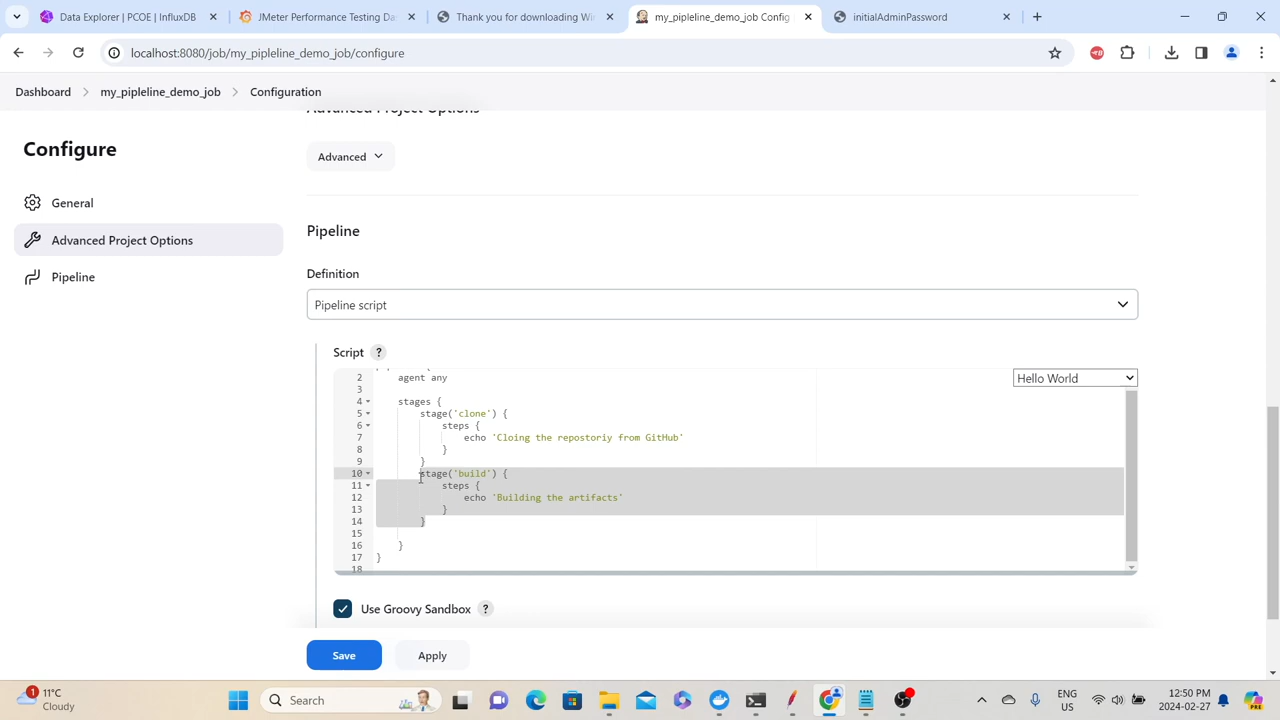 Data Explorer | PCOE | InfluxDB
JMeter Performance Testing Da
Thank you for downloading Wi
my_pipleline_demo_job Config
initialAdminPassword
localhost:8080/job/my_pipleline_demo_job/configure
Dashboard
my_pipleline_demo_job
Configuration
Advanced Project Options
Configure
Advanced
General
Advanced Project Options
Pipeline
Pipeline
Definition
Pipeline script
Script ?
Hello World
2 agent any
3
4 stages {
5 stage('clone') {
6 steps {
7 echo 'Cloing the repostoriy from GitHub'
8 }
9 }
10 stage('build') {
11 steps {
12 echo 'Building the artifacts'
13 }
14 }
15
16 }
17 }
18
Use Groovy Sandbox ?
Save
Apply
1
11°C
Cloudy
Search
ENG
US
12:50 PM
2024-02-27